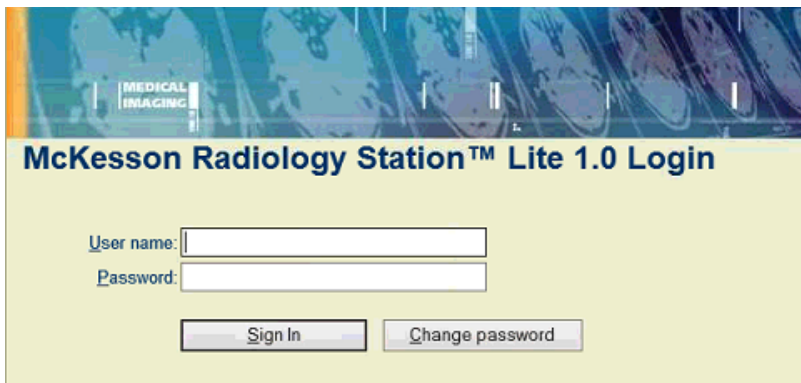 MEDICAL
IMAGING
McKesson Radiology Station™ Lite 1.0 Login
User name:
Password:
Sign In Change password